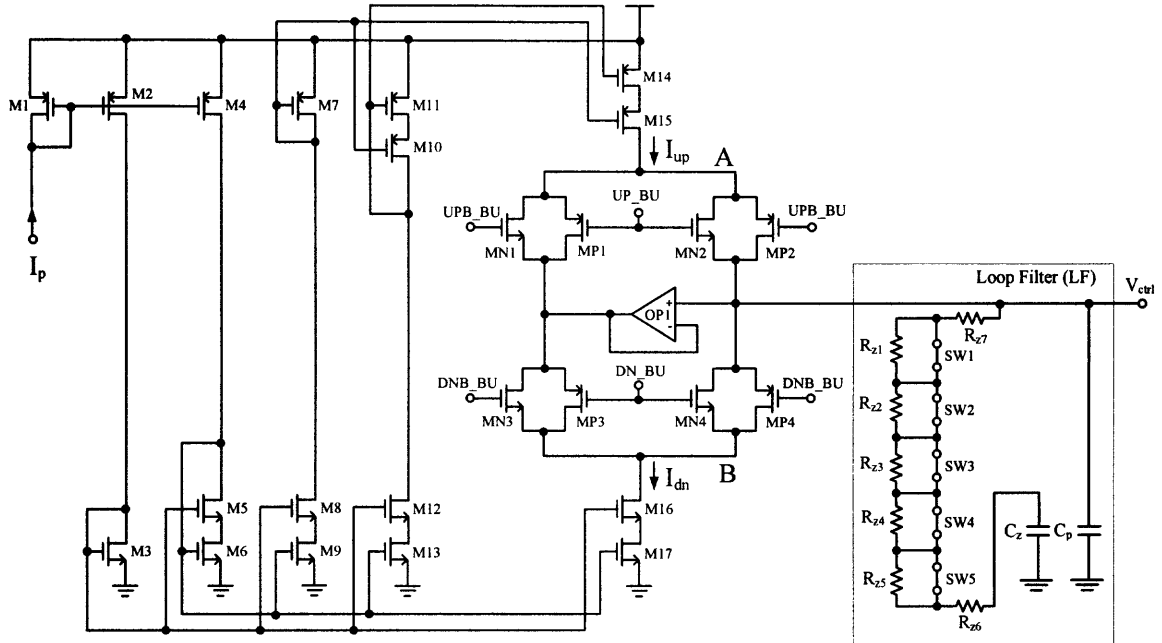 M14
M1
M2
M4
M7
M11
M15
M10
I_up
A
UPB_BU
UP_BU
UPB_BU
MN1
MP1
MN2
MP2
I_p
Loop Filter (LF)
V_ctrl
OP1
+
-
R_z7
R_z1
SW1
DNB_BU
DN_BU
DNB_BU
R_z2
SW2
MN3
MP3
MN4
MP4
R_z3
SW3
I_dn
B
M5
M8
M12
M16
R_z4
SW4
C_z
C_p
M3
M6
M9
M13
M17
R_z5
SW5
R_z6